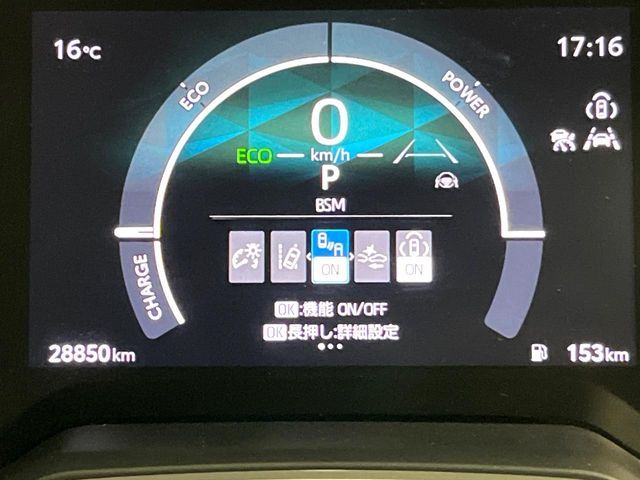 16℃
17:16
ECO
POWER
0
ECO
km/h
P
BSM
ON
ON
CHARGE
OK:機能 ON/OFF
OK長押し:詳細設定
28850km
153km